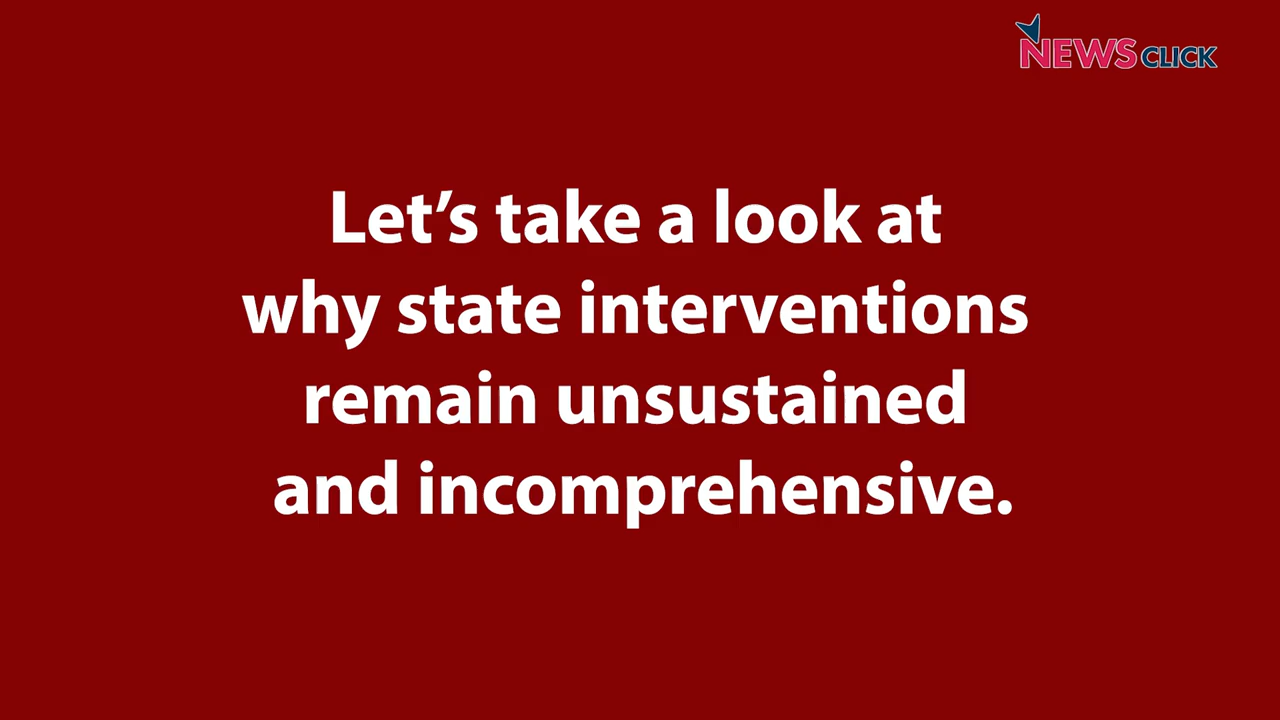 NEWSCLICK
Let’s take a look at
why state interventions
remain unsustained
and incomprehensive.